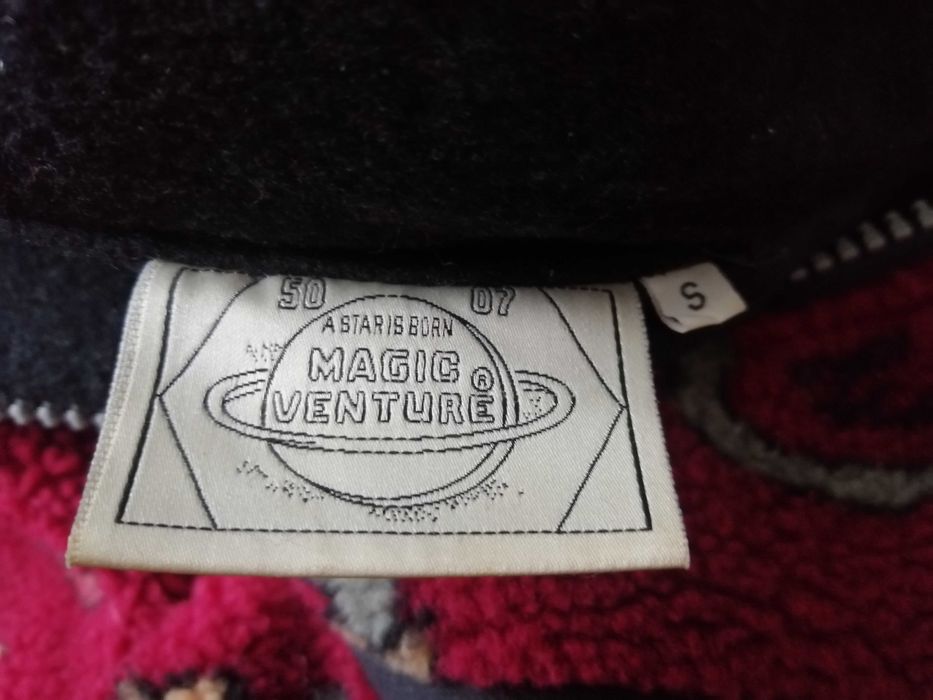 50 07
A STAR IS BORN
MAGIC
VENTURE ®
S